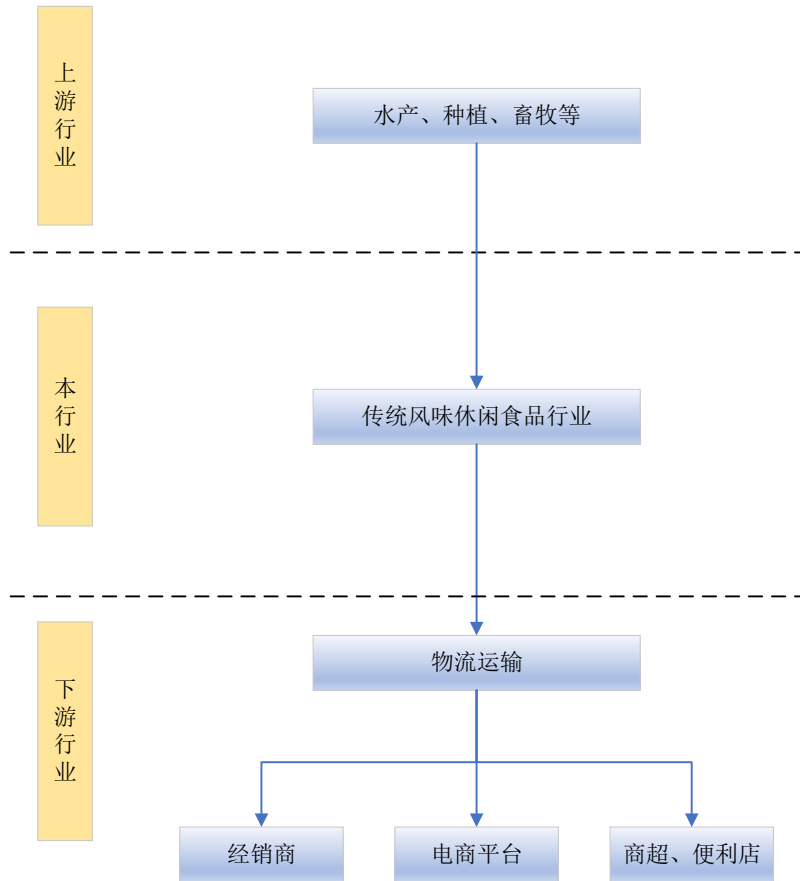 上游行业
水产、种植、畜牧等
本行业
传统风味休闲食品行业
下游行业
物流运输
经销商
电商平台
商超、便利店